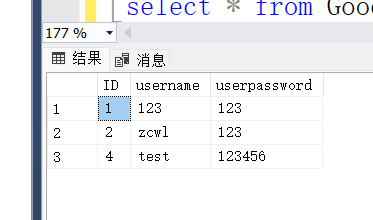 select * from Goo
177 %
结果 消息
ID username userpassword
1 1 123 123
2 2 zcwl 123
3 4 test 123456